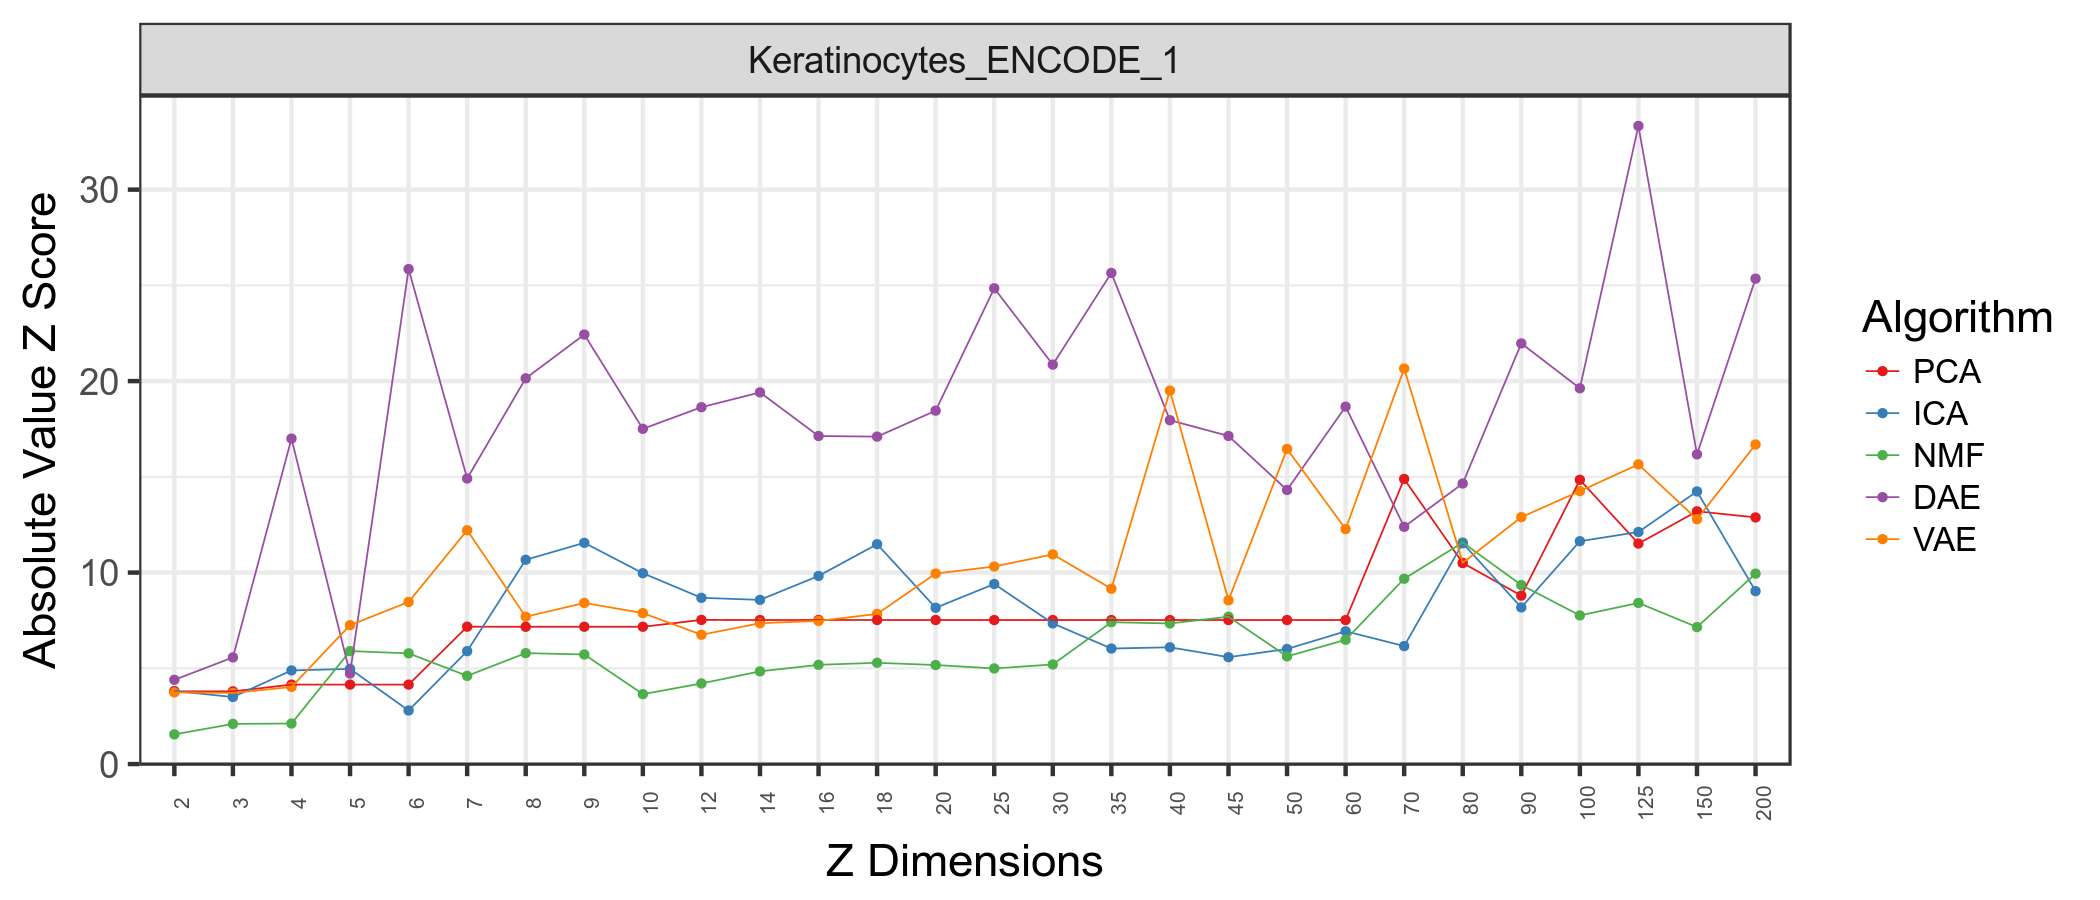 Keratinocytes_ENCODE_1
Absolute Value Z Score
30
20
10
0
2 3 4 5 6 7 8 9 10 12 14 16 18 20 25 30 35 40 45 50 60 70 80 90 100 125 150 200
Z Dimensions
Algorithm
PCA
ICA
NMF
DAE
VAE